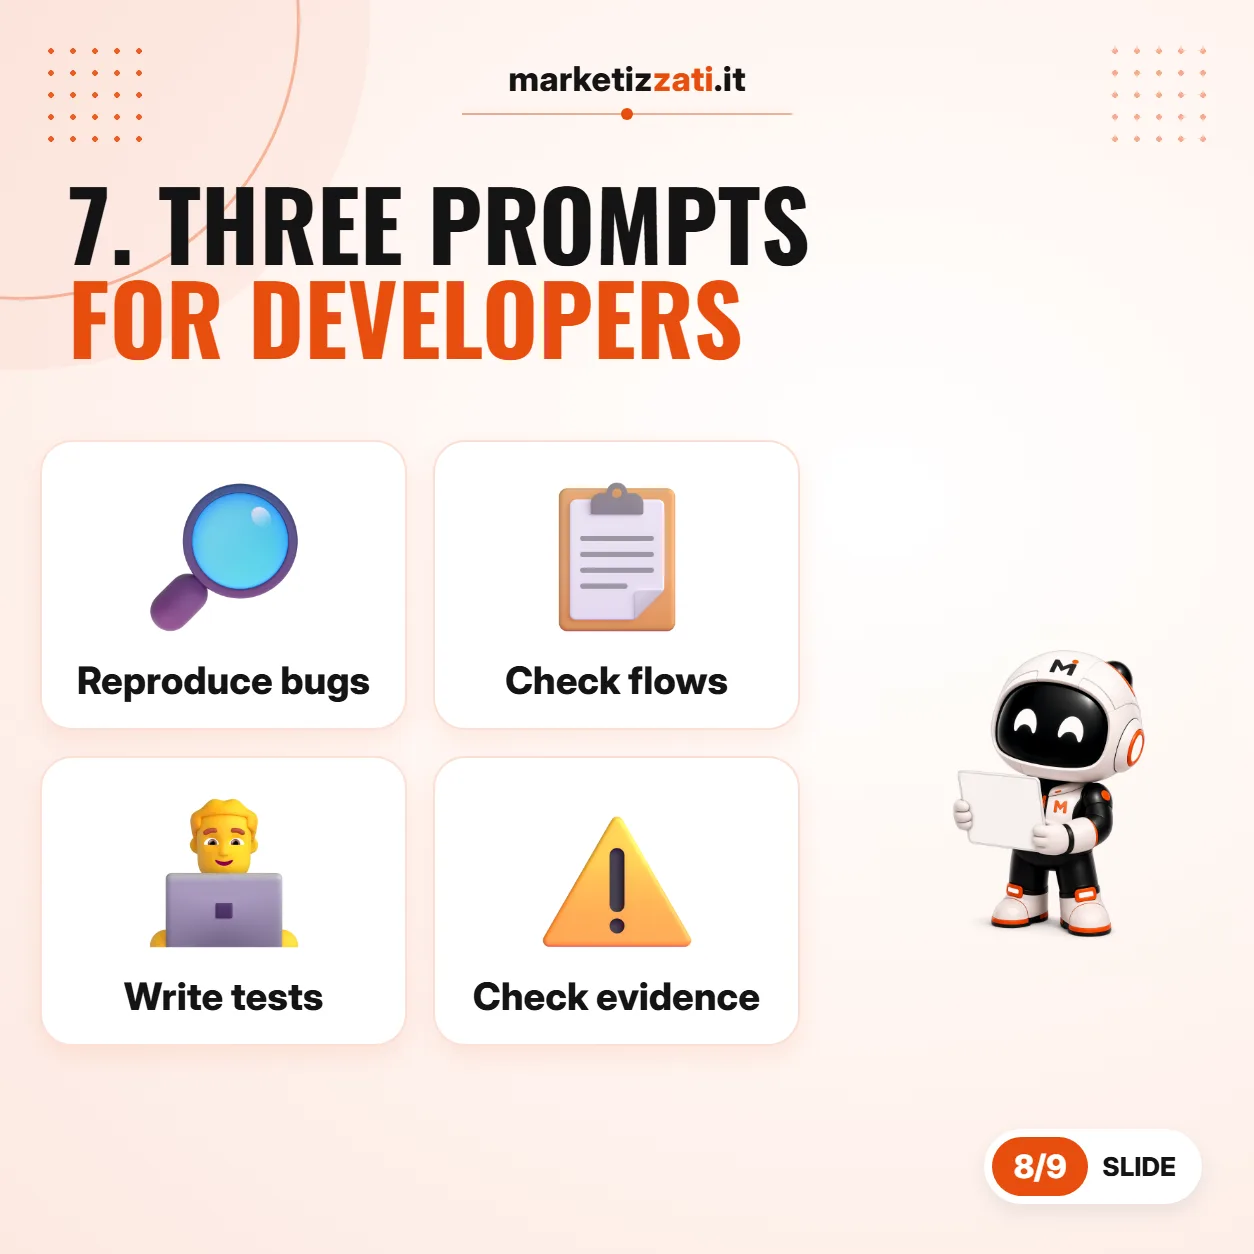 marketizzati.it
7. THREE PROMPTS
FOR DEVELOPERS
Reproduce bugs
Check flows
Write tests
Check evidence
8/9 SLIDE